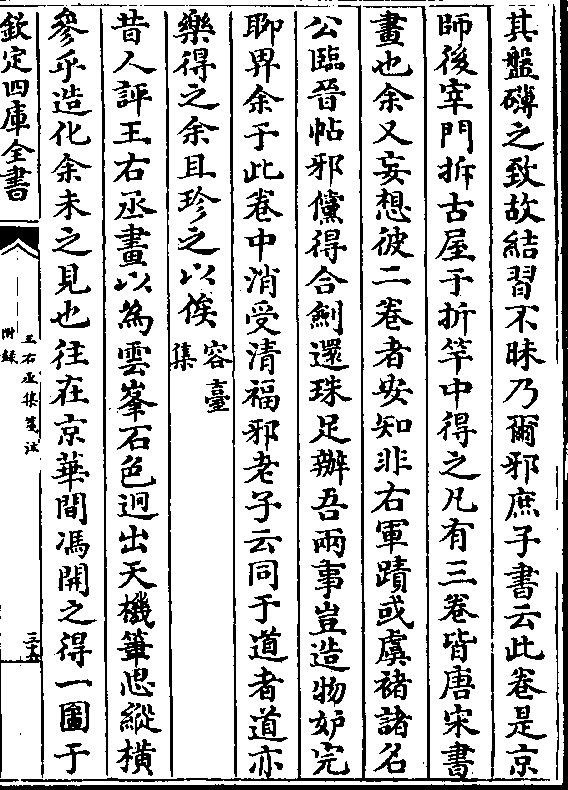 其盤礴之致故結習不昧乃爾邪庶子書云此卷是京
師後宰門拆古屋于折竿中得之凡有三卷皆唐宋書
畫也余又妄想彼二卷者安知非右軍蹟或虞褚諸名
公臨晉帖邪儻得合劍還珠足辦吾兩事豈造物妒完
聊畀余于此卷中消受清福邪老子云同于道者道亦
樂得之余且珍之以俟
容臺
集
昔人評王右丞畫以為雲峯石色迥出天機筆思縱橫
參乎造化余未之見也往在京華聞馮開之得一圖于
欽定四庫全書
王右丞集箋注
附錄
三十五